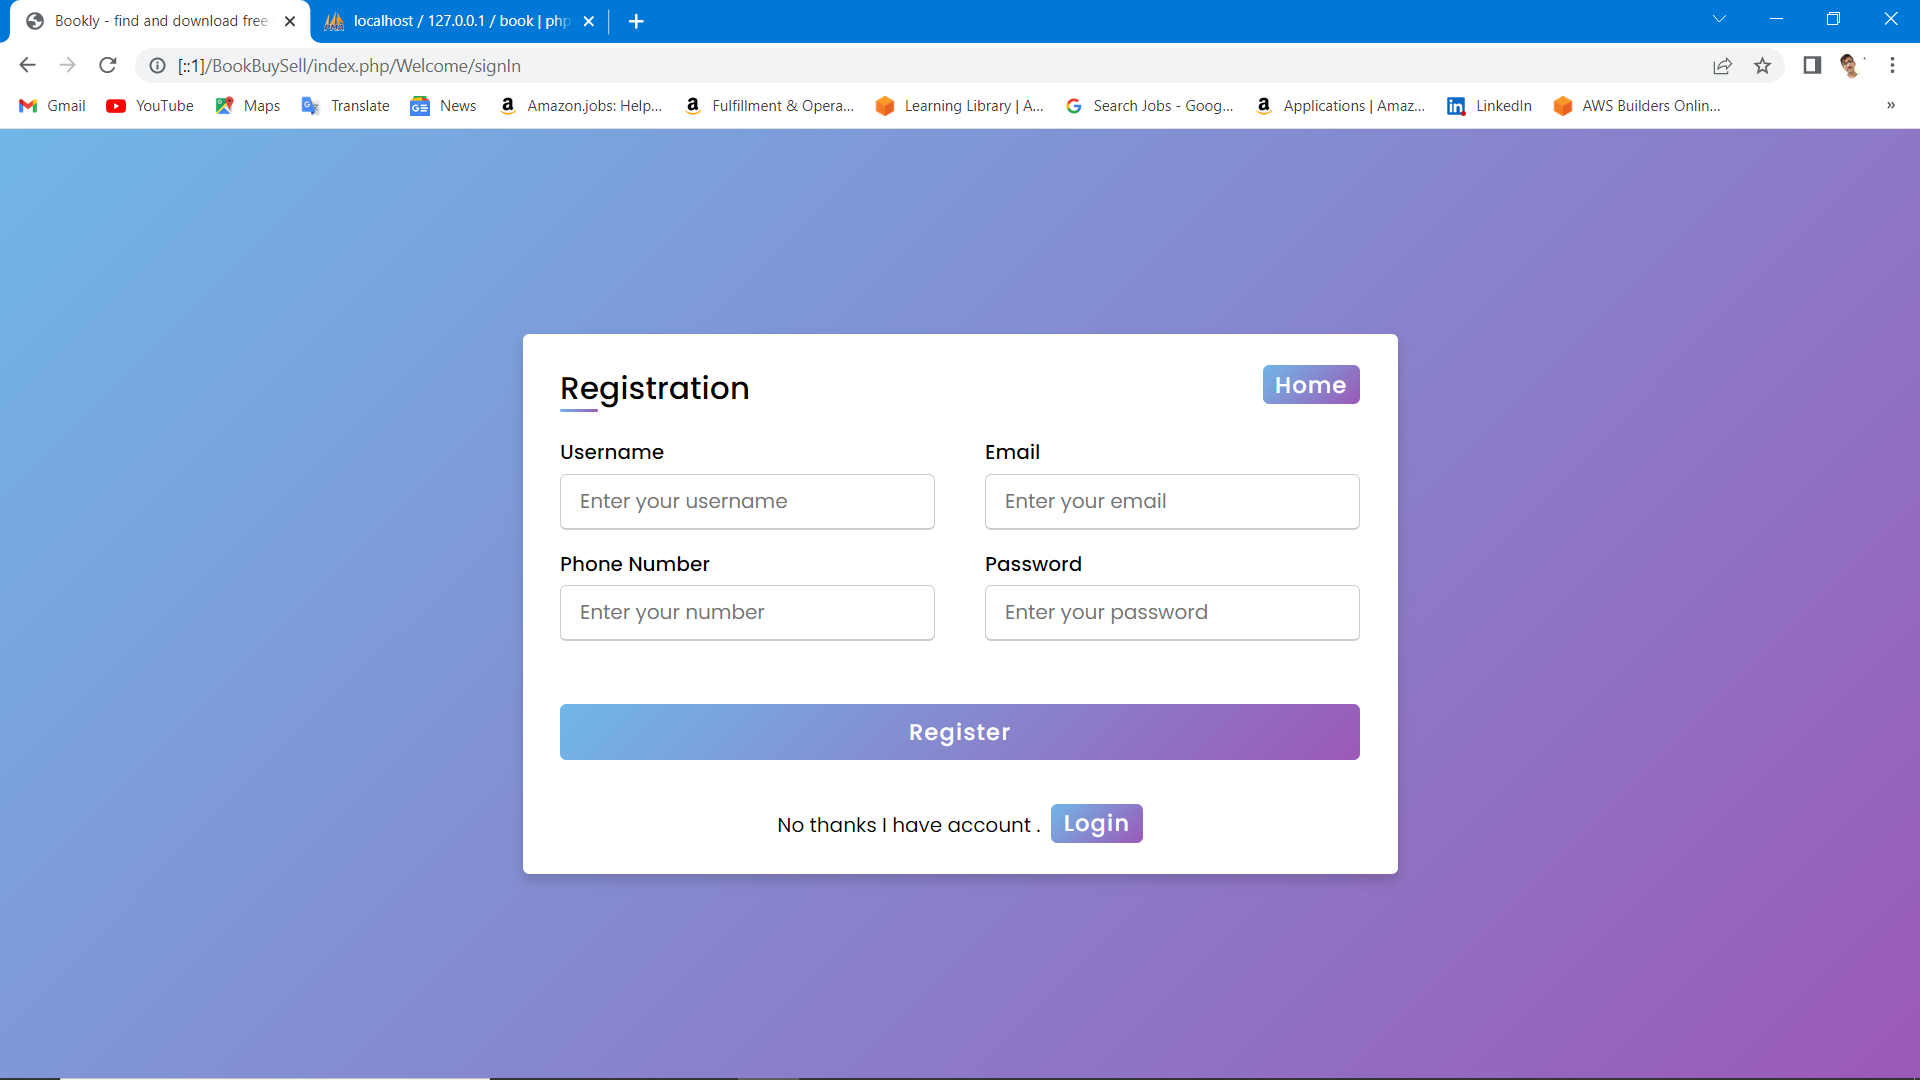 Bookly - find and download free
localhost / 127.0.0.1 / book | php
[::1]/BookBuySell/index.php/Welcome/signIn
Gmail YouTube Maps Translate News Amazon.jobs: Help... Fulfillment & Opera... Learning Library | A... Search Jobs - Goog... Applications | Amaz... LinkedIn AWS Builders Onlin... »
Registration
Home
Username Email
Enter your username Enter your email
Phone Number Password
Enter your number Enter your password
Register
No thanks I have account . Login